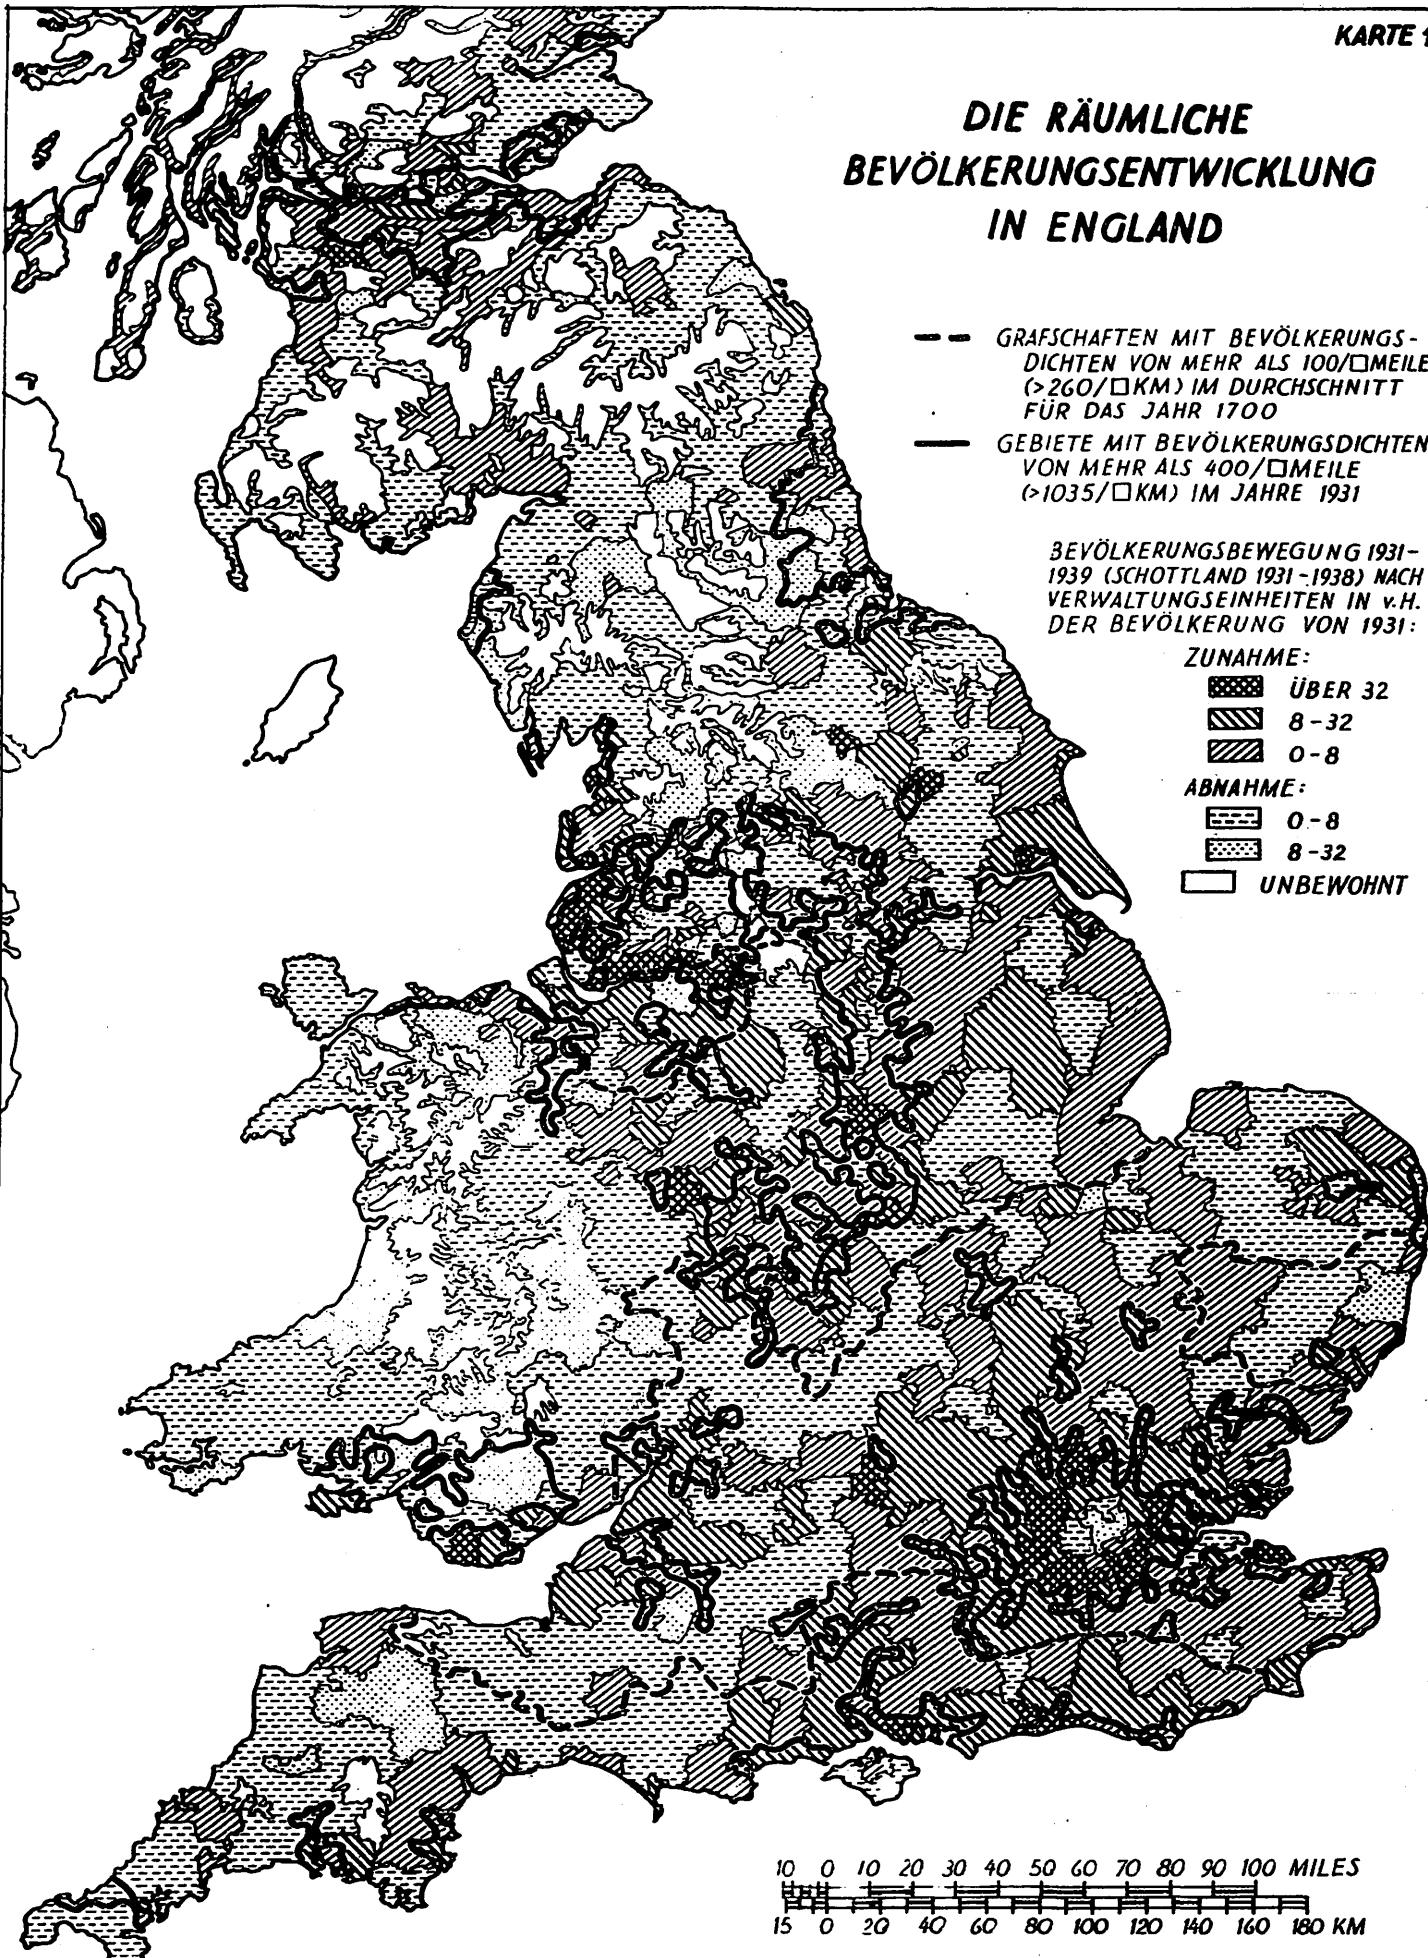 KARTE 1
DIE RÄUMLICHE
BEVÖLKERUNGSENTWICKLUNG
IN ENGLAND
GRAFSCHAFTEN MIT BEVÖLKERUNGS-
DICHTEN VON MEHR ALS 100/□MEILE
(>260/□KM) IM DURCHSCHNITT
FÜR DAS JAHR 1700
GEBIETE MIT BEVÖLKERUNGSDICHTEN
VON MEHR ALS 400/□MEILE
(>1035/□KM) IM JAHRE 1931
BEVÖLKERUNGSBEWEGUNG 1931-
1939 (SCHOTTLAND 1931-1938) NACH
VERWALTUNGSEINHEITEN IN v.H.
DER BEVÖLKERUNG VON 1931:
ZUNAHME:
ÜBER 32
8-32
0-8
ABNAHME:
0-8
8-32
UNBEWOHNT
10 0 10 20 30 40 50 60 70 80 90 100 MILES
15 0 20 40 60 80 100 120 140 160 180 KM